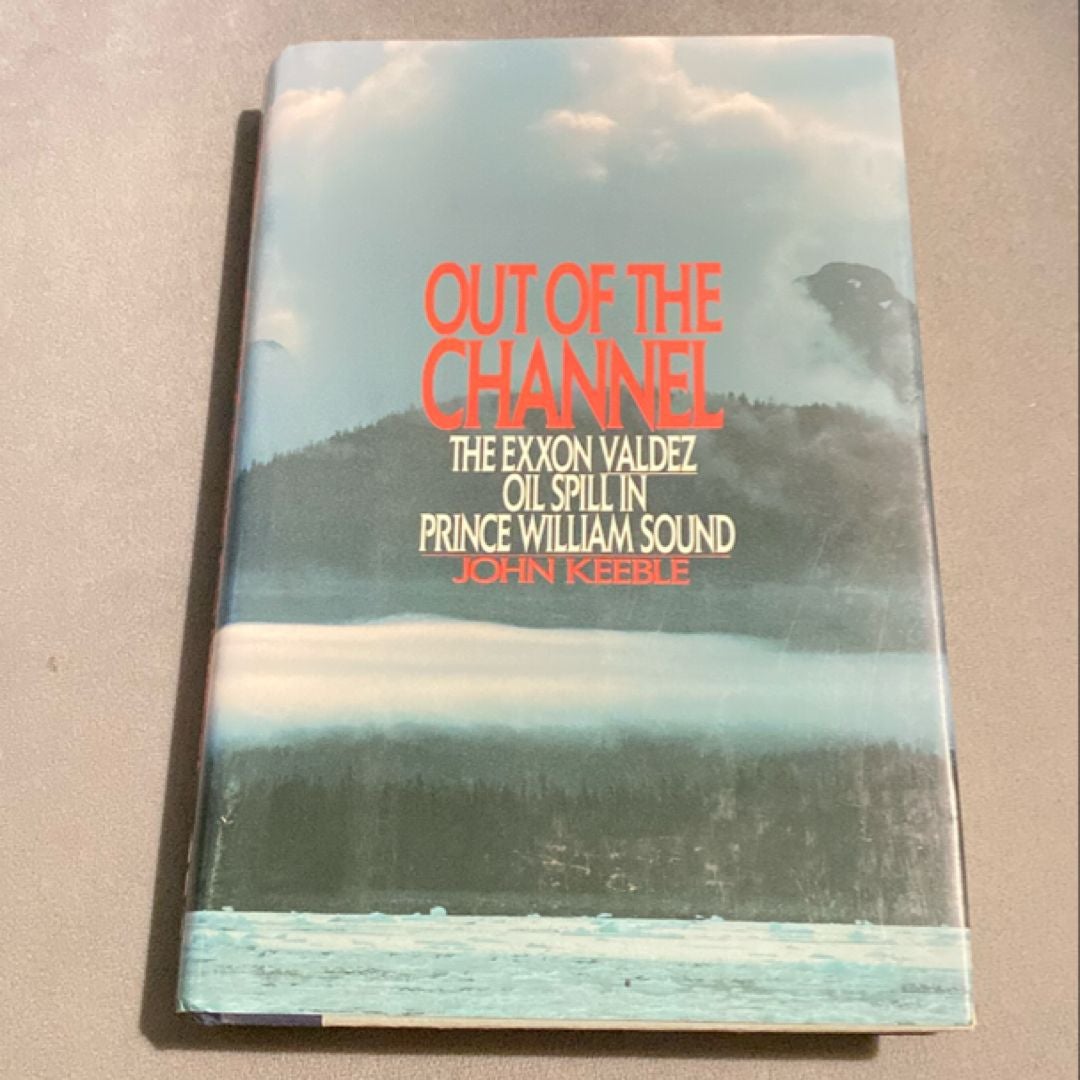 OUT OF THE
CHANNEL
THE EXXON VALDEZ
OIL SPILL IN
PRINCE WILLIAM SOUND
JOHN KEEBLE